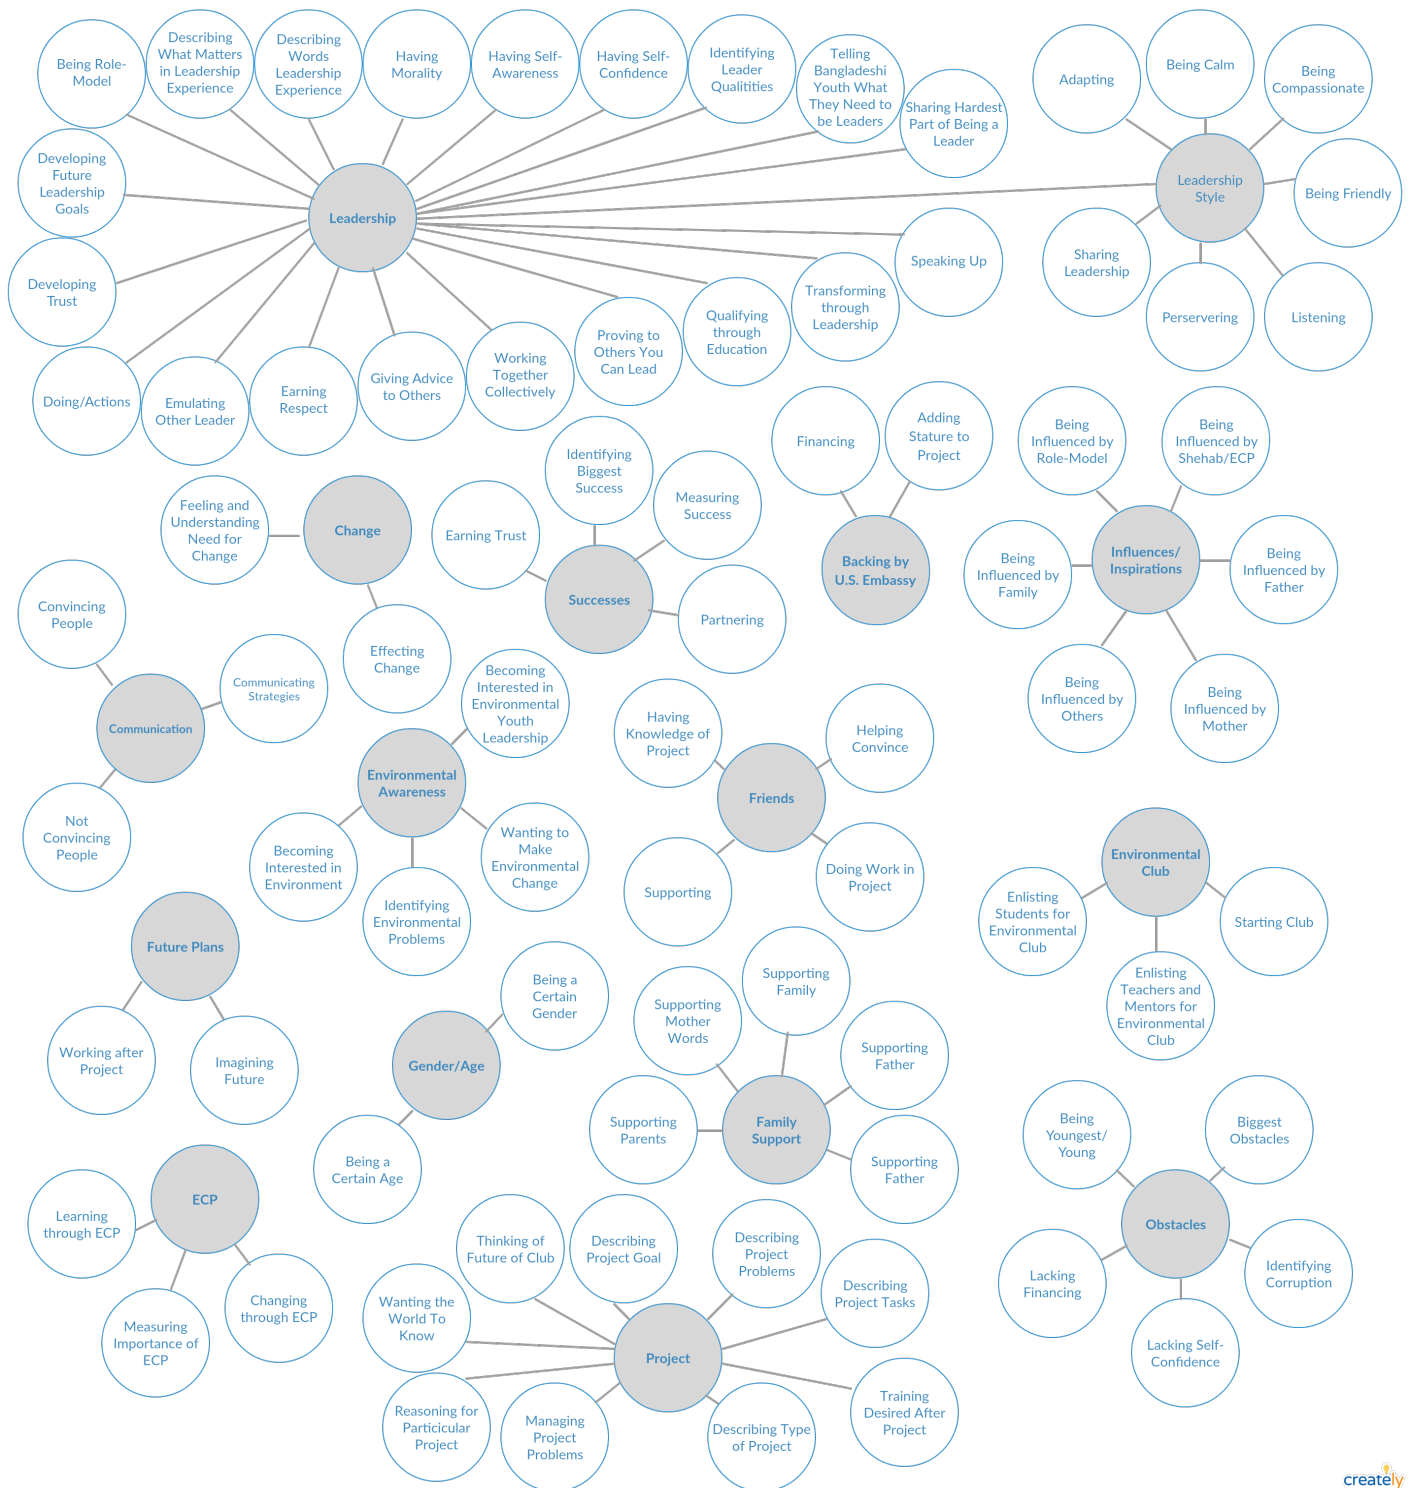 Being Role-
Model
Describing
What Matters
in Leadership
Experience
Describing
Words
Leadership
Experience
Having
Morality
Having Self-
Awareness
Having Self-
Confidence
Identifying
Leader
Qualitities
Telling
Bangladeshi
Youth What
They Need to
be Leaders
Sharing Hardest
Part of Being a
Leader
Developing
Future
Leadership
Goals
Leadership
Developing
Trust
Doing/Actions
Emulating
Other Leader
Earning
Respect
Giving Advice
to Others
Working
Together
Collectively
Proving to
Others You
Can Lead
Qualifying
through
Education
Transforming
through
Leadership
Speaking Up
Adapting
Being Calm
Being
Compassionate
Leadership
Style
Being Friendly
Sharing
Leadership
Perservering
Listening
Feeling and
Understanding
Need for
Change
Change
Effecting
Change
Identifying
Biggest
Success
Measuring
Success
Earning Trust
Successes
Partnering
Financing
Adding
Stature to
Project
Backing by
U.S. Embassy
Being
Influenced by
Role-Model
Being
Influenced by
Shehab/ECP
Being
Influenced by
Family
Influences/
Inspirations
Being
Influenced by
Father
Being
Influenced by
Others
Being
Influenced by
Mother
Convincing
People
Communicating
Strategies
Communication
Not
Convincing
People
Becoming
Interested in
Environmental
Youth
Leadership
Environmental
Awareness
Becoming
Interested in
Environment
Wanting to
Make
Environmental
Change
Identifying
Environmental
Problems
Having
Knowledge of
Project
Helping
Convince
Friends
Supporting
Doing Work in
Project
Environmental
Club
Enlisting
Students for
Environmental
Club
Starting Club
Enlisting
Teachers and
Mentors for
Environmental
Club
Future Plans
Working after
Project
Imagining
Future
Being a
Certain
Gender
Gender/Age
Being a
Certain Age
Supporting
Mother
Words
Supporting
Family
Supporting
Father
Supporting
Parents
Family
Support
Supporting
Father
Being
Youngest/
Young
Biggest
Obstacles
Obstacles
Lacking
Financing
Identifying
Corruption
Lacking Self-
Confidence
ECP
Learning
through ECP
Measuring
Importance of
ECP
Changing
through ECP
Thinking of
Future of Club
Describing
Project Goal
Describing
Project
Problems
Describing
Project Tasks
Wanting the
World To
Know
Project
Reasoning for
Particicular
Project
Managing
Project
Problems
Describing Type
of Project
Training
Desired After
Project
creately